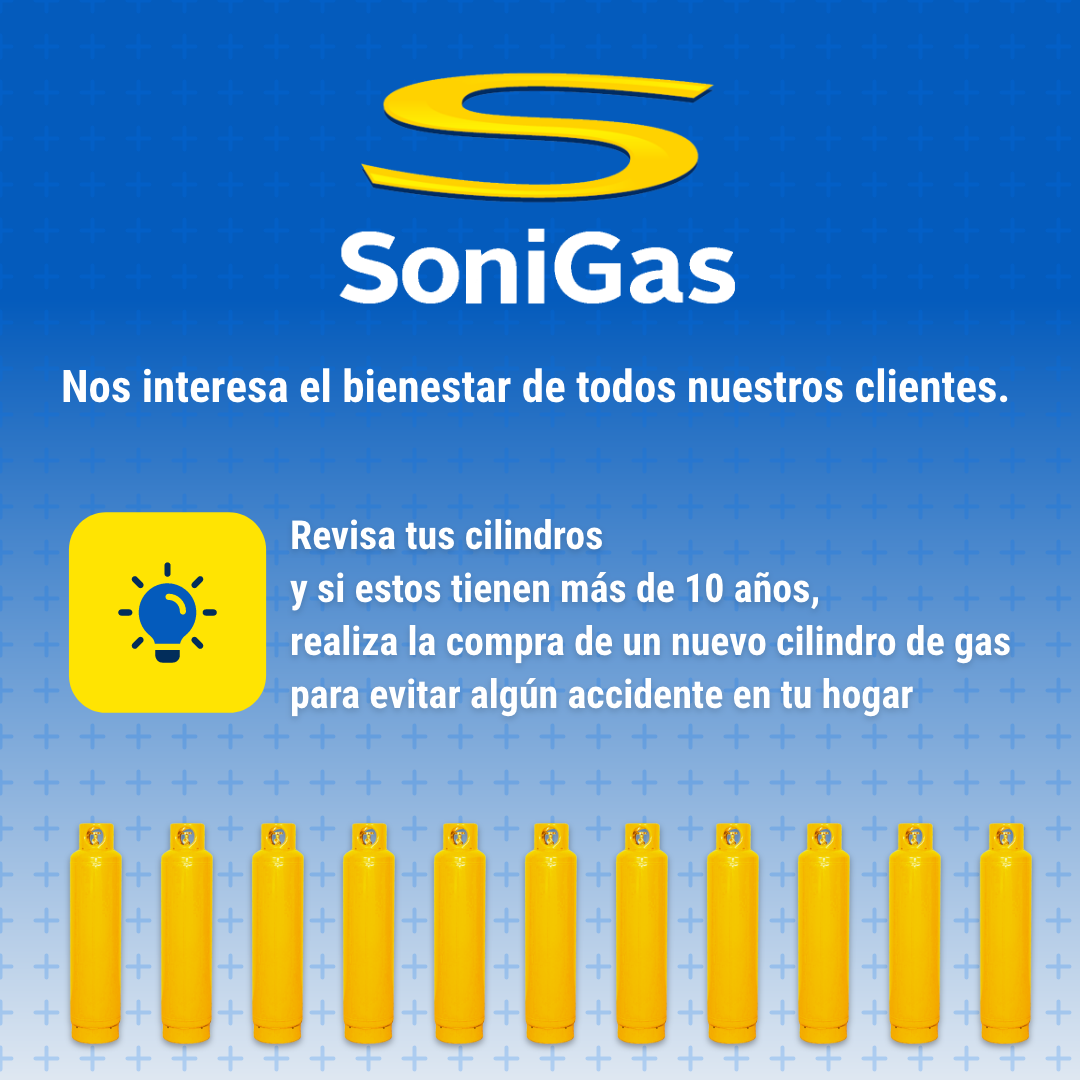 SoniGas
Nos interesa el bienestar de todos nuestros clientes.
Revisa tus cilindros
y si estos tienen más de 10 años,
realiza la compra de un nuevo cilindro de gas
para evitar algún accidente en tu hogar